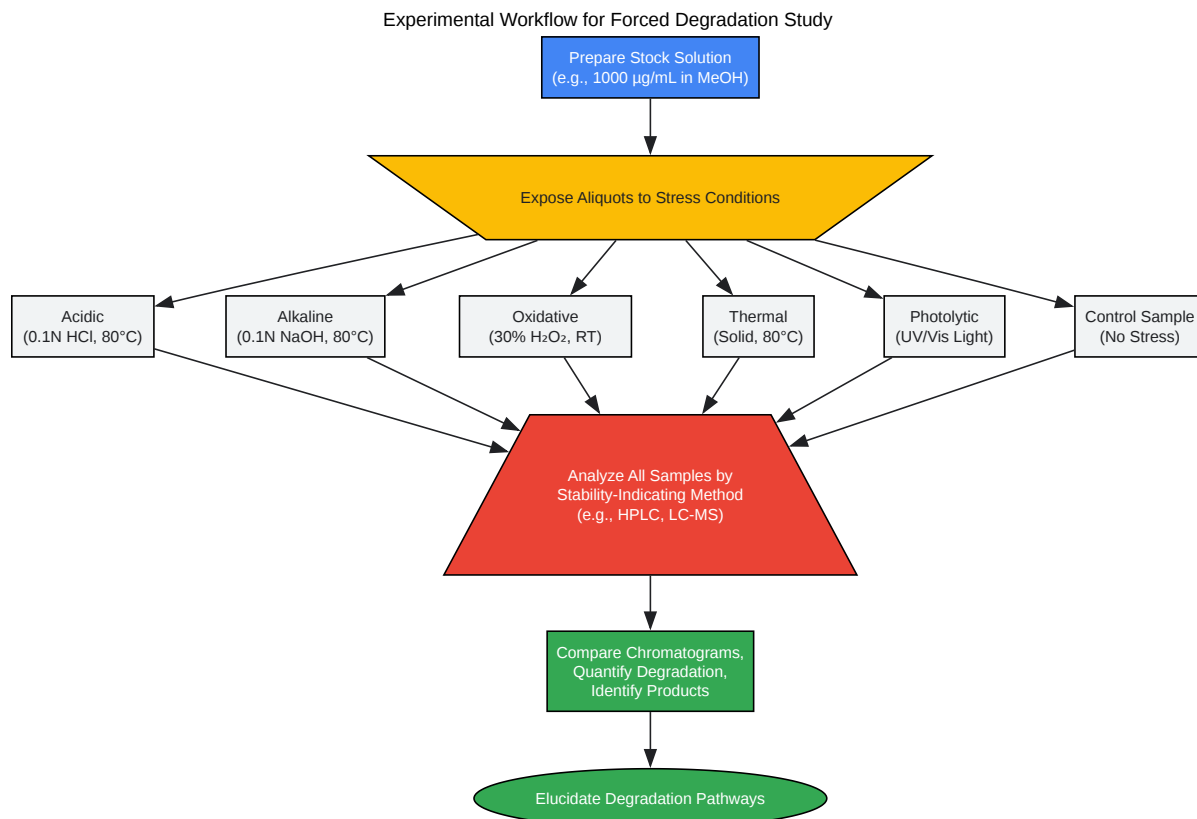 Experimental Workflow for Forced Degradation Study
Prepare Stock Solution
(e.g., 1000 µg/mL in MeOH)
Expose Aliquots to Stress Conditions
Acidic
(0.1N HCl, 80°C)
Alkaline
(0.1N NaOH, 80°C)
Oxidative
(30% H₂O₂, RT)
Thermal
(Solid, 80°C)
Photolytic
(UV/Vis Light)
Control Sample
(No Stress)
Analyze All Samples by
Stability-Indicating Method
(e.g., HPLC, LC-MS)
Compare Chromatograms,
Quantify Degradation,
Identify Products
Elucidate Degradation Pathways